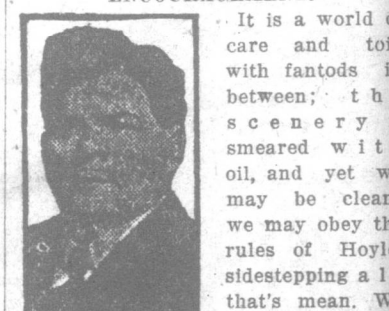 It is a world
care and toi
with fantods i
between; th
scenery
smeared wit
oil, and yet w
may be clean
we may obey th
rules of Hoyle
sidestepping a l
that's mean. W